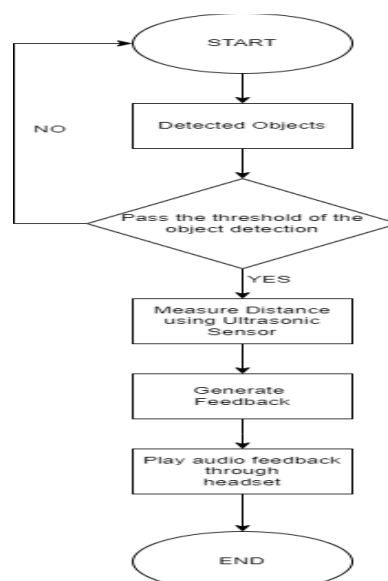 START
NO
Detected Objects
Pass the threshold of the
object detection
YES
Measure Distance
using Ultrasonic
Sensor
Generate
Feedback
Play audio feedback
through
headset
END